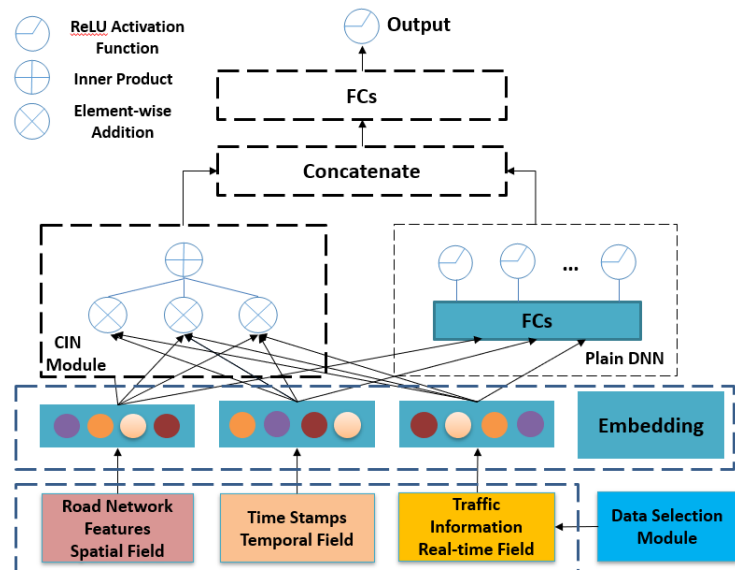 ReLU Activation
Function
Output
Inner Product
Element-wise
Addition
FCs
Concatenate
...
FCs
CIN
Module
Plain DNN
Embedding
Road Network
Features
Spatial Field
Time Stamps
Temporal Field
Traffic
Information
Real-time Field
Data Selection
Module